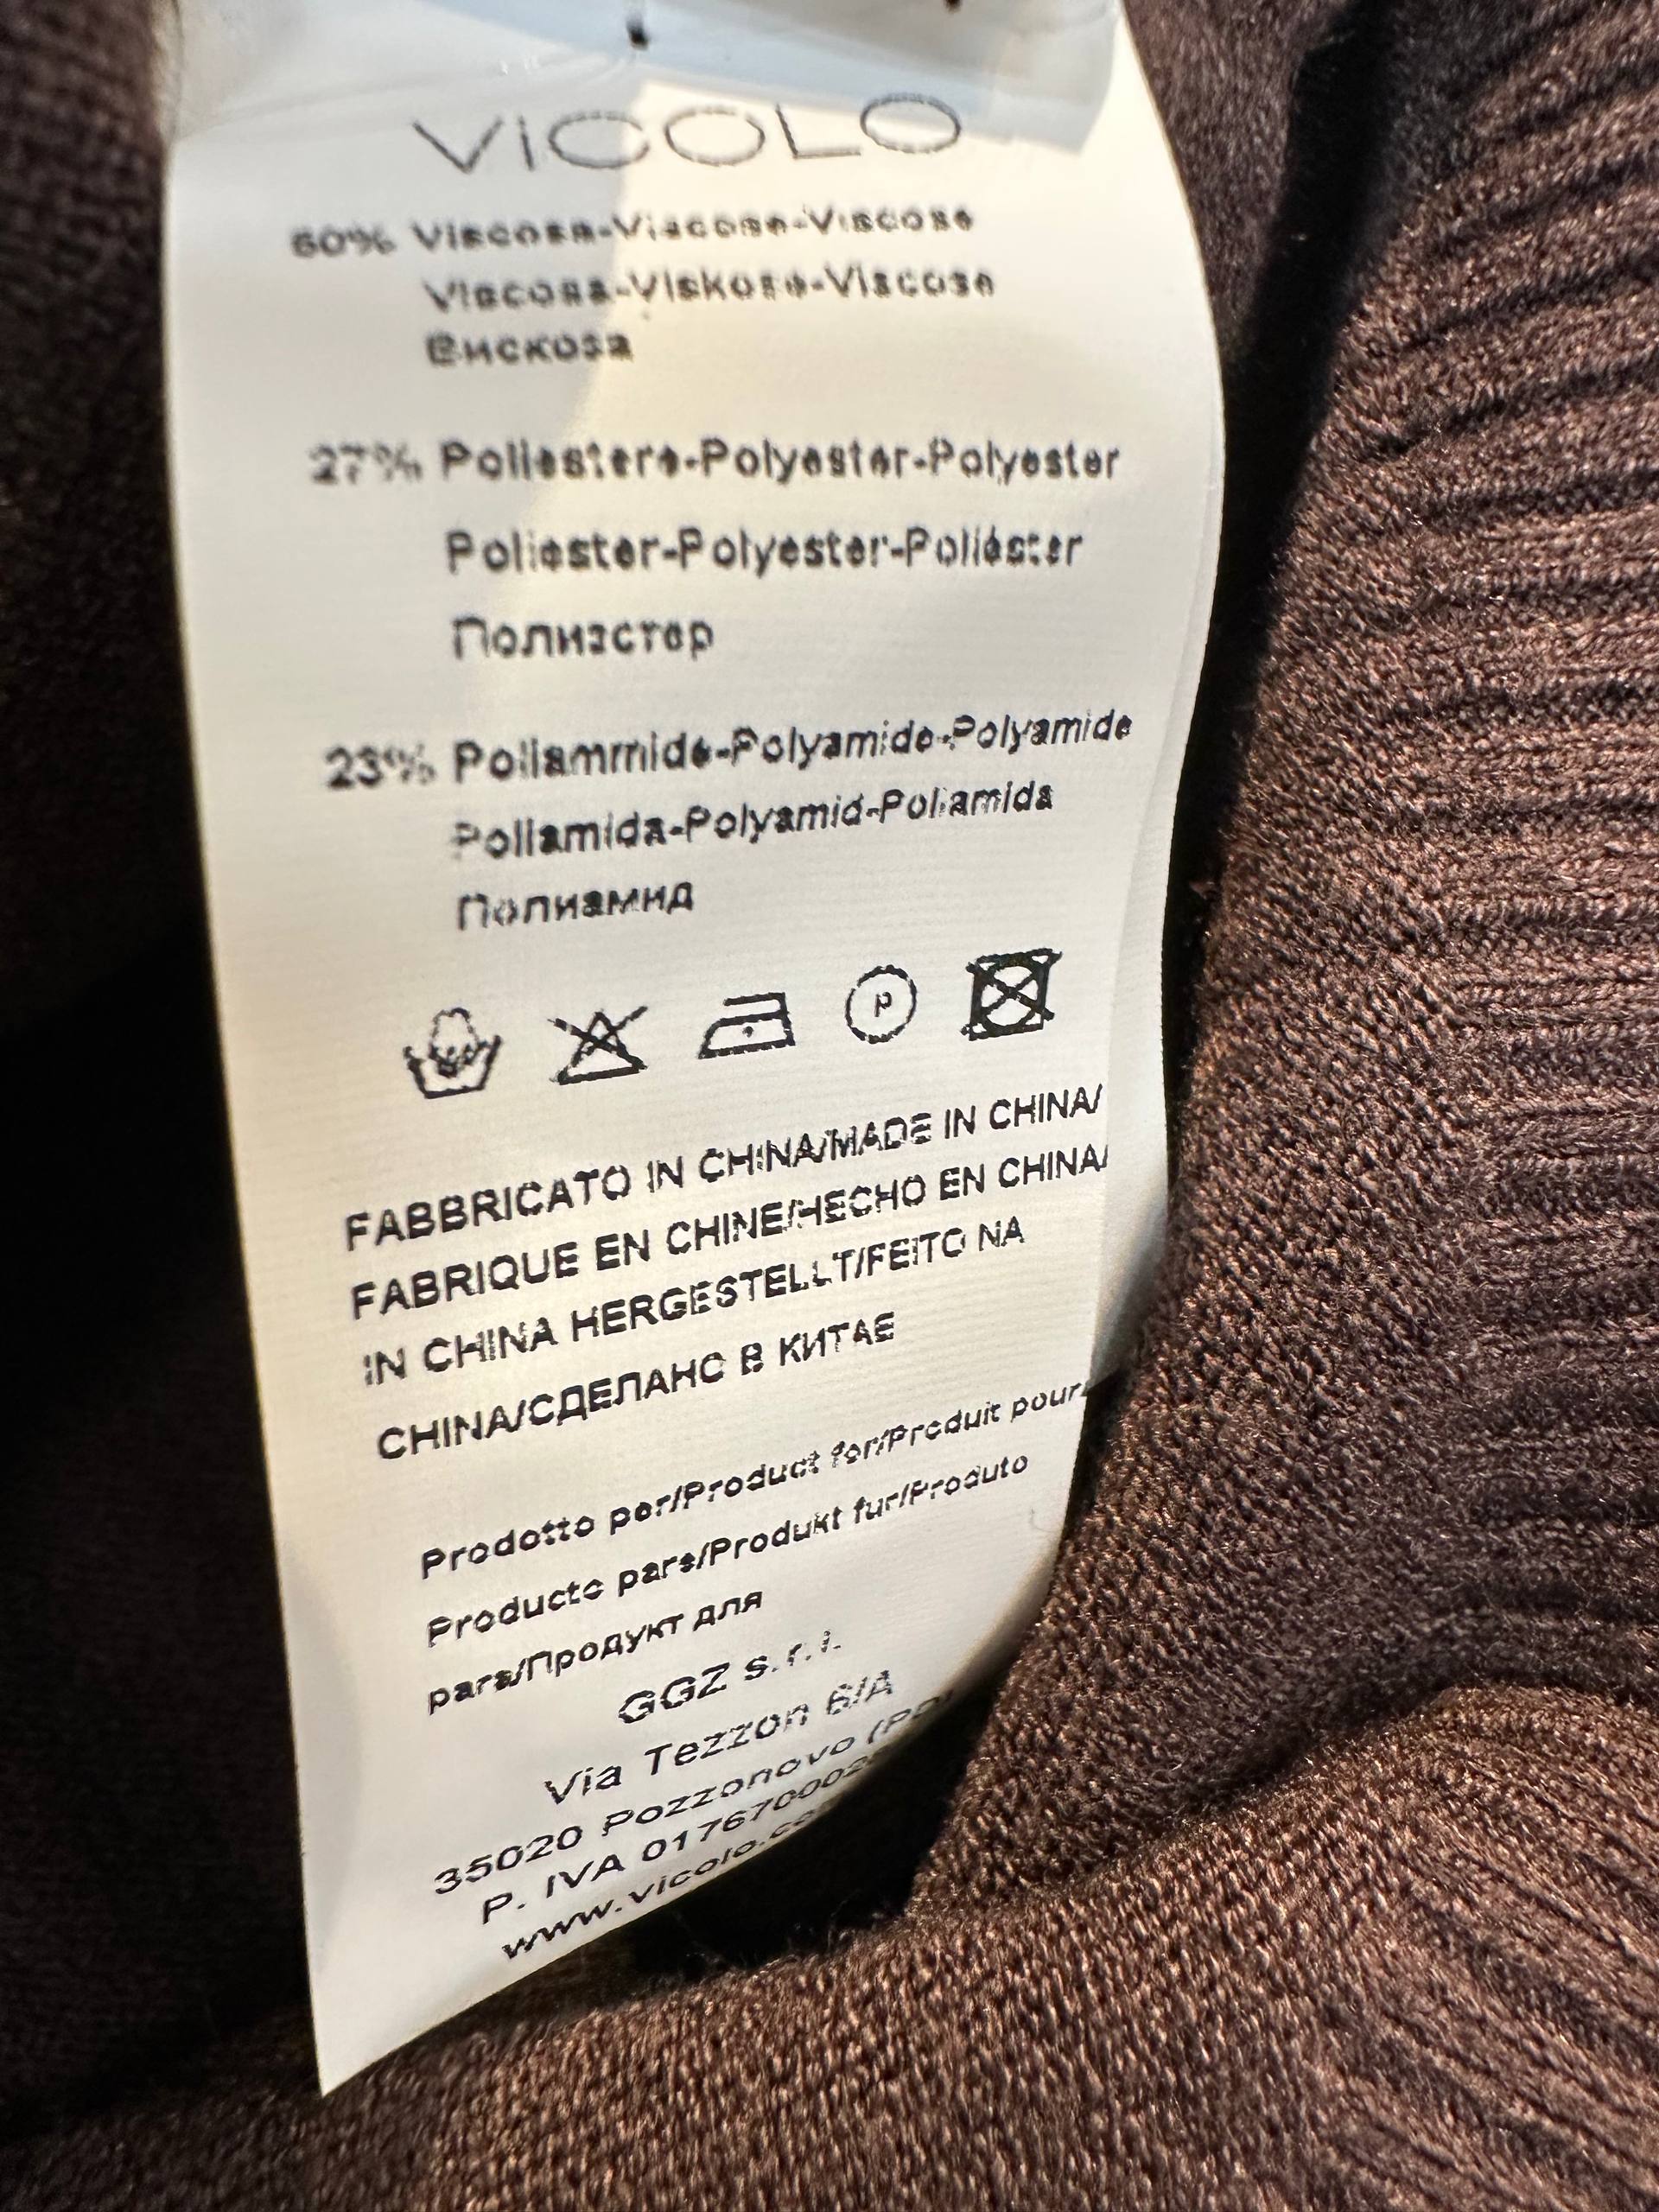 VICOLO
50% Viscosa-Viscose-Viscose
Viscosa-Viskose-Viscose
Вискоза
27% Poliestere-Polyester-Polyester
Poliester-Polyester-Poliéster
Полиэстер
23% Poliammide-Polyamide-Polyamide
Poliamida-Polyamid-Poliamida
Полиамид
P
FABBRICATO IN CHINA/MADE IN CHINA/
FABRIQUE EN CHINE/HECHO EN CHINA/
IN CHINA HERGESTELLT/FEITO NA
CHINA/СДЕЛАНО В КИТАЕ
Prodotto per/Product for/Produit pour/
Producto para/Produkt fur/Produto
para/Продукт для
GGZ s.r.l.
Via Tezzon 6/A
35020 Pozzonovo (PD)
P. IVA
www.vicolo.